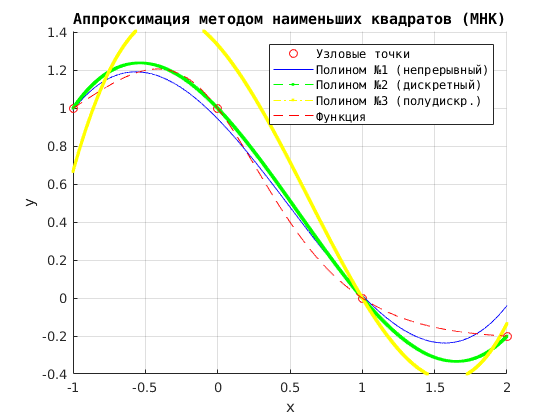 Аппроксимация методом наименьших квадратов (МНК)
1.4
1.2
1
0.8
0.6
0.4
0.2
0
-0.2
-0.4
y
Узловые точки
Полином №1 (непрерывный)
Полином №2 (дискретный)
Полином №3 (полудискр.)
Функция
-1
-0.5
0
0.5
1
1.5
2
x